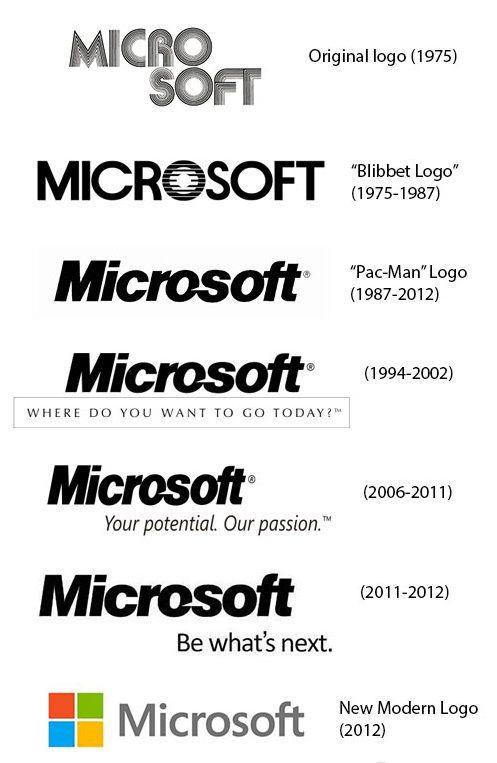 MICRO
SOFT
Original logo (1975)
MICROSOFT
“Blibbet Logo”
(1975-1987)
Microsoft®
“Pac-Man” Logo
(1987-2012)
Microsoft®
(1994-2002)
WHERE DO YOU WANT TO GO TODAY?™
Microsoft®
(2006-2011)
Your potential. Our passion.™
Microsoft
(2011-2012)
Be what’s next.
Microsoft
New Modern Logo
(2012)